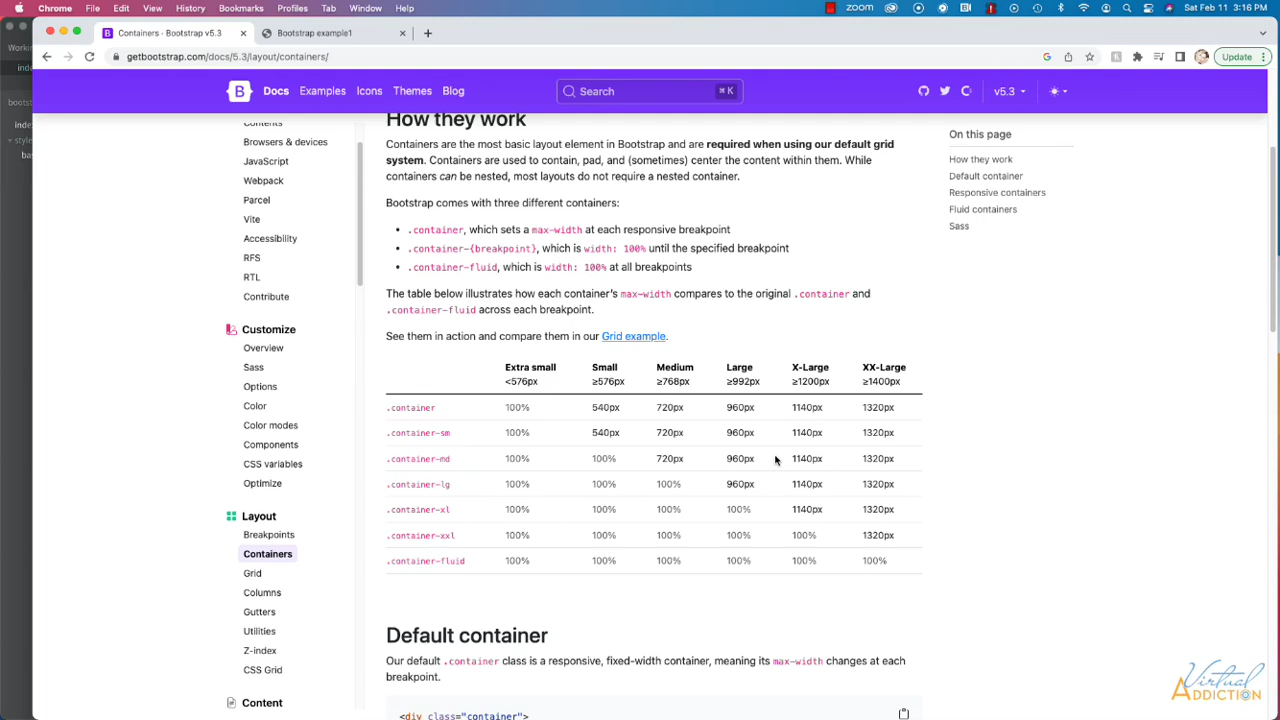 Chrome File Edit View History Bookmarks Profiles Tab Window Help zoom Sat Feb 11 3:16 PM
Containers · Bootstrap v5.3 Bootstrap example1
getbootstrap.com/docs/5.3/layout/containers/ Update
B Docs Examples Icons Themes Blog Search ⌘ K v5.3
Contents
Browsers & devices
JavaScript
Webpack
Parcel
Vite
Accessibility
RFS
RTL
Contribute
Customize
Overview
Sass
Options
Color
Color modes
Components
CSS variables
Optimize
Layout
Breakpoints
Containers
Grid
Columns
Gutters
Utilities
Z-index
CSS Grid
Content
How they work
Containers are the most basic layout element in Bootstrap and are required when using our default grid
system. Containers are used to contain, pad, and (sometimes) center the content within them. While
containers can be nested, most layouts do not require a nested container.
Bootstrap comes with three different containers:
• .container, which sets a max-width at each responsive breakpoint
• .container-{breakpoint}, which is width: 100% until the specified breakpoint
• .container-fluid, which is width: 100% at all breakpoints
The table below illustrates how each container's max-width compares to the original .container and
.container-fluid across each breakpoint.
See them in action and compare them in our Grid example.
Extra small Small Medium Large X-Large XX-Large
<576px ≥576px ≥768px ≥992px ≥1200px ≥1400px
.container 100% 540px 720px 960px 1140px 1320px
.container-sm 100% 540px 720px 960px 1140px 1320px
.container-md 100% 100% 720px 960px 1140px 1320px
.container-lg 100% 100% 100% 960px 1140px 1320px
.container-xl 100% 100% 100% 100% 1140px 1320px
.container-xxl 100% 100% 100% 100% 100% 1320px
.container-fluid 100% 100% 100% 100% 100% 100%
Default container
Our default .container class is a responsive, fixed-width container, meaning its max-width changes at each
breakpoint.
<div class="container">
On this page
How they work
Default container
Responsive containers
Fluid containers
Sass
Virtual
ADDICTION